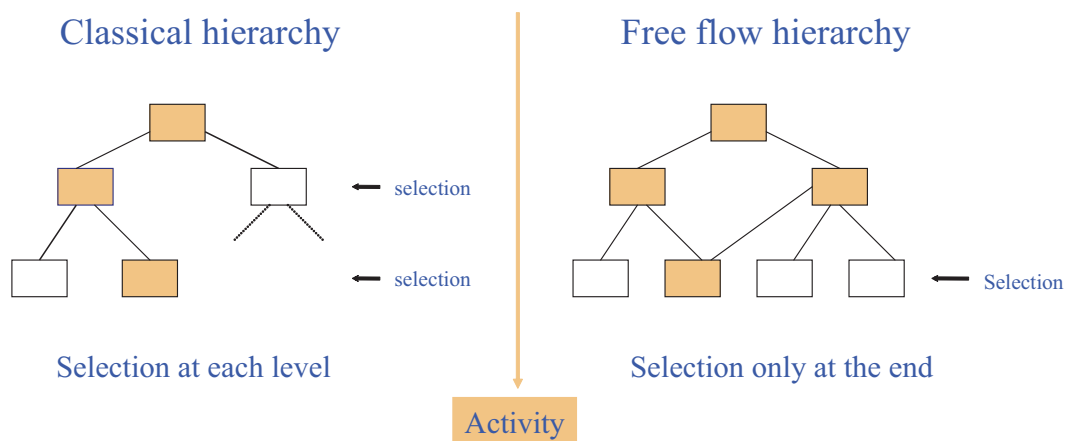 Classical hierarchy
Free flow hierarchy
selection
selection
Selection
Selection at each level
Selection only at the end
Activity